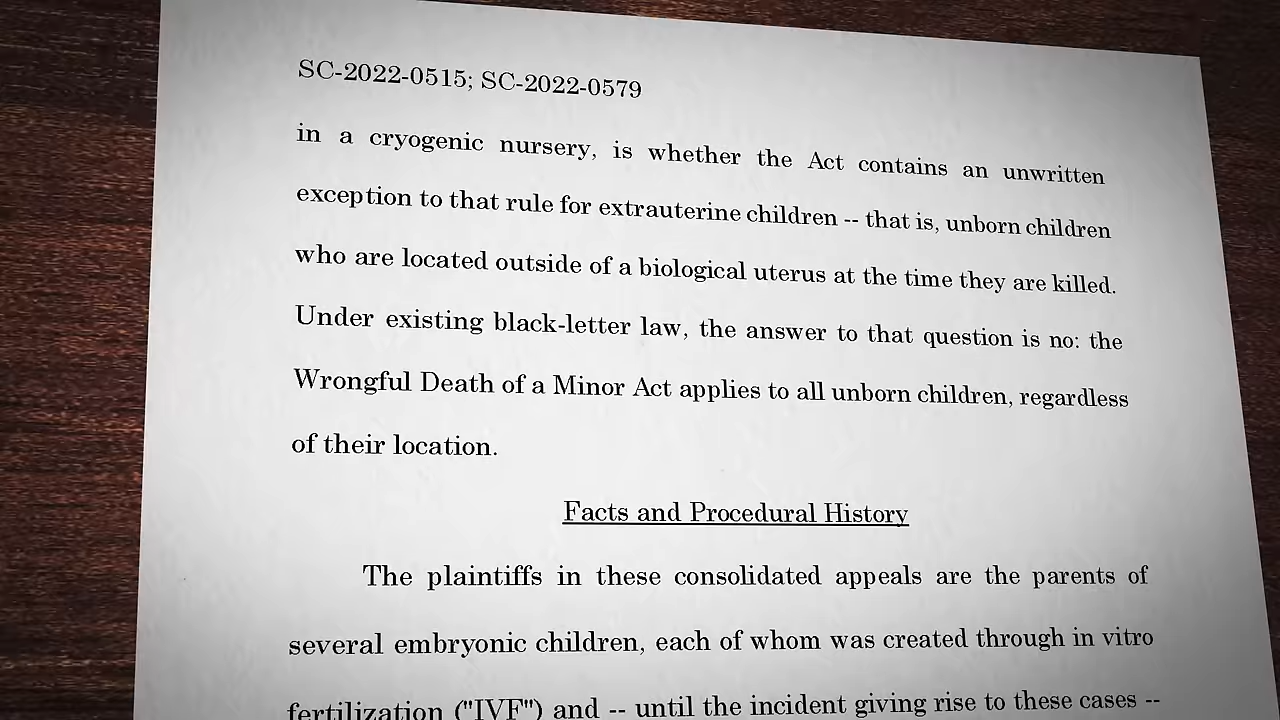 SC-2022-0515; SC-2022-0579
in a cryogenic nursery, is whether the Act contains an unwritten
exception to that rule for extrauterine children -- that is, unborn children
who are located outside of a biological uterus at the time they are killed.
Under existing black-letter law, the answer to that question is no: the
Wrongful Death of a Minor Act applies to all unborn children, regardless
of their location.
Facts and Procedural History
The plaintiffs in these consolidated appeals are the parents of
several embryonic children, each of whom was created through in vitro
fertilization ("IVF") and -- until the incident giving rise to these cases --